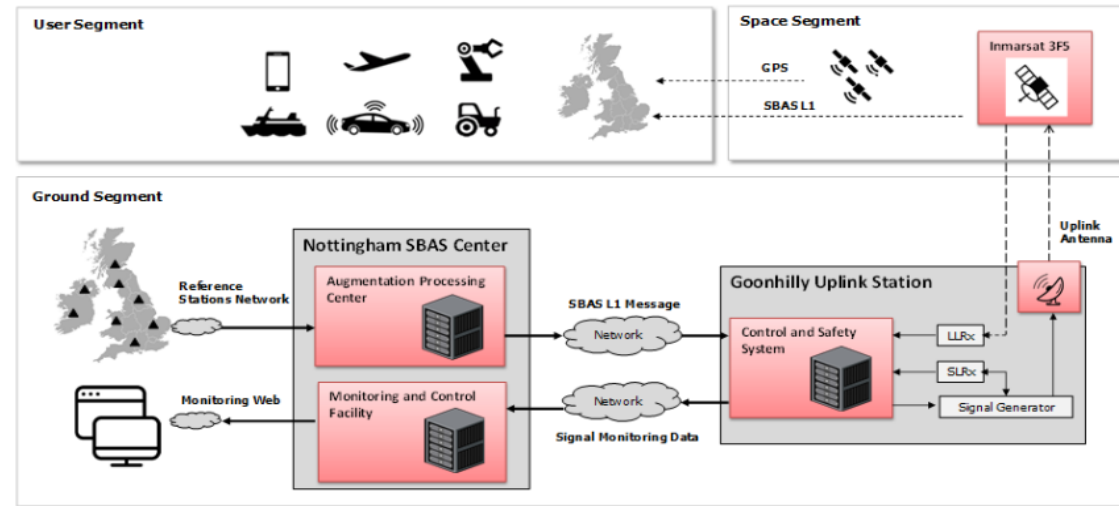 User Segment
Space Segment
Inmarsat 3F5
GPS
SBAS L1
Ground Segment
Uplink
Antenna
Nottingham SBAS Center
Augmentation Processing
Center
Reference
Stations Network
SBAS L1 Message
Network
Goonhilly Uplink Station
Control and Safety
System
LLRx
SLRx
Signal Generator
Monitoring Web
Monitoring and Control
Facility
Network
Signal Monitoring Data